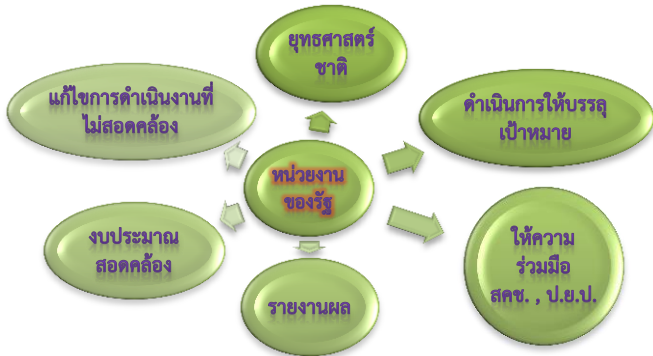 ยุทธศาสตร์
ชาติ
แก้ไขการดำเนินงานที่
ไม่สอดคล้อง
ดำเนินการให้บรรลุ
เป้าหมาย
หน่วยงาน
ของรัฐ
งบประมาณ
สอดคล้อง
ให้ความ
ร่วมมือ
สศช. , ป.ย.ป.
รายงานผล